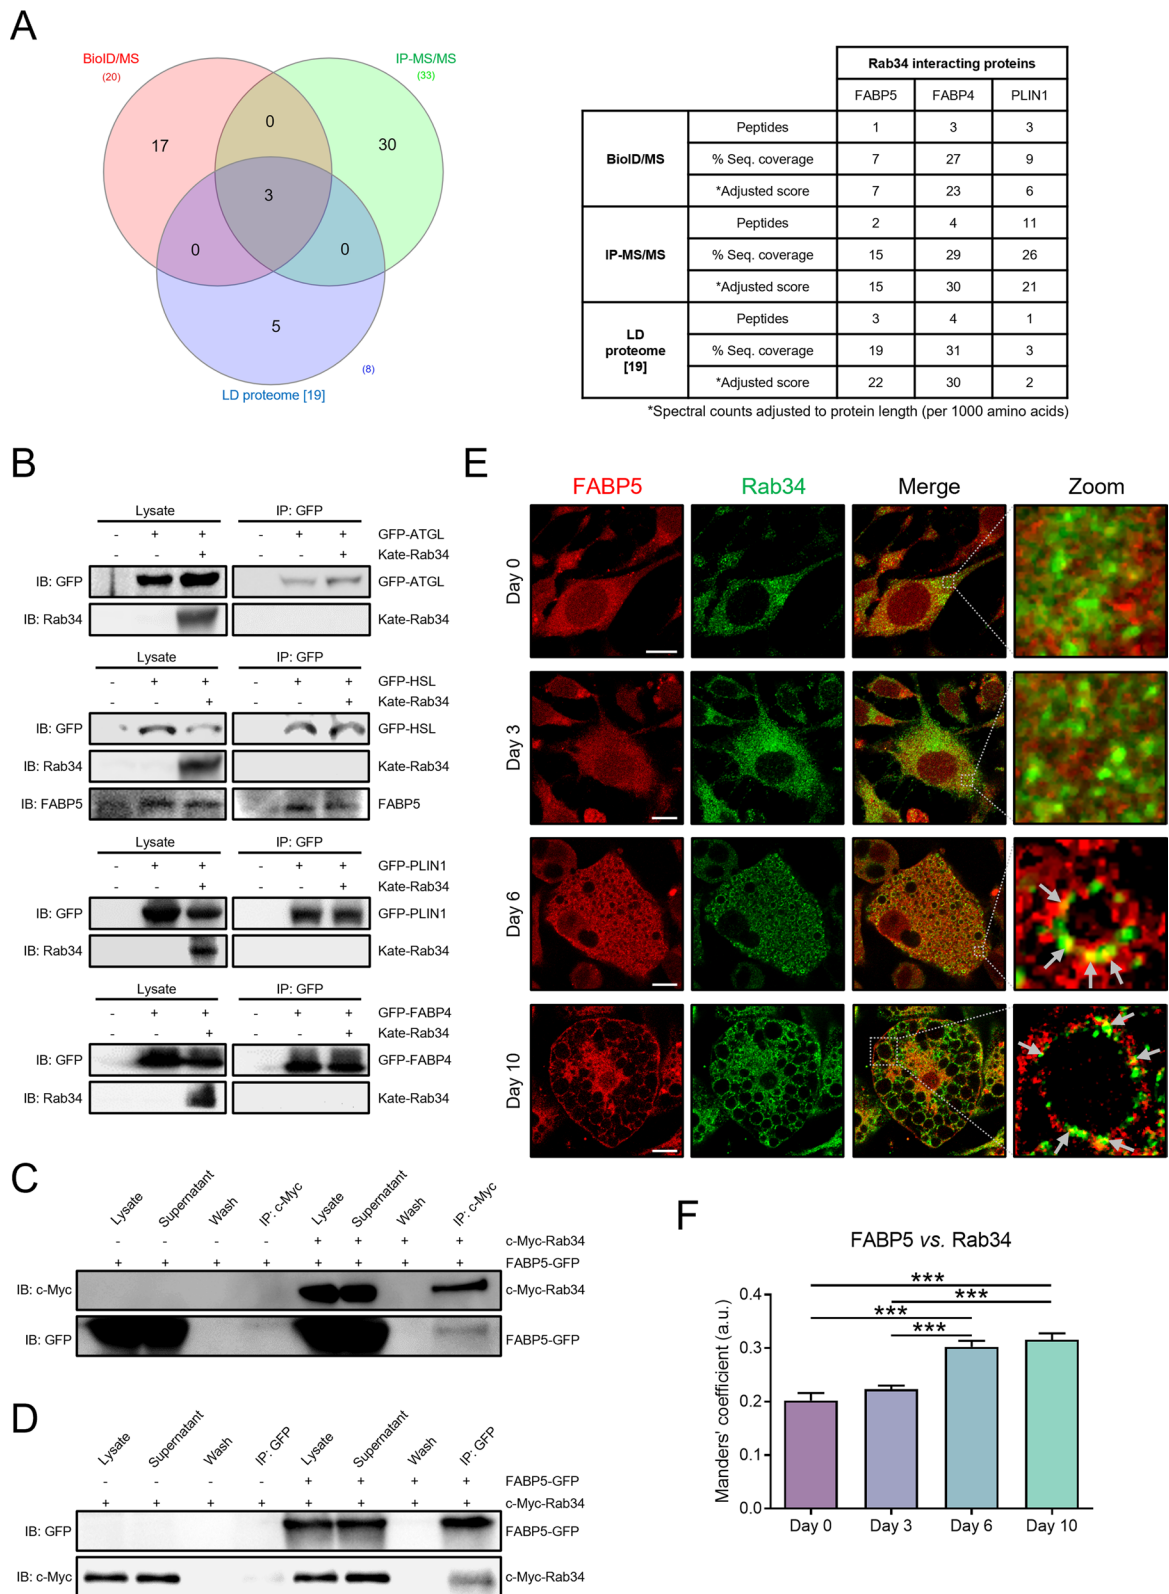 A
BioID/MS
(20)
IP-MS/MS
(33)
17
0
30
3
0
0
5
(8)
LD proteome [19]
Rab34 interacting proteins
FABP5 FABP4 PLIN1
BioID/MS
Peptides 1 3 3
% Seq. coverage 7 27 9
*Adjusted score 7 23 6
IP-MS/MS
Peptides 2 4 11
% Seq. coverage 15 29 26
*Adjusted score 15 30 21
LD
proteome
[19]
Peptides 3 4 1
% Seq. coverage 19 31 3
*Adjusted score 22 30 2
*Spectral counts adjusted to protein length (per 1000 amino acids)
B
Lysate IP: GFP
- + + - + + GFP-ATGL
- + - + Kate-Rab34
IB: GFP GFP-ATGL
IB: Rab34 Kate-Rab34
Lysate IP: GFP
- + + - + + GFP-HSL
- + - + Kate-Rab34
IB: GFP GFP-HSL
IB: Rab34 Kate-Rab34
IB: FABP5 FABP5
Lysate IP: GFP
- + + - + + GFP-PLIN1
- + - + Kate-Rab34
IB: GFP GFP-PLIN1
IB: Rab34 Kate-Rab34
Lysate IP: GFP
- + + - + + GFP-FABP4
- - + - - + Kate-Rab34
IB: GFP GFP-FABP4
IB: Rab34 Kate-Rab34
C
Lysate Supernatant Wash IP: c-Myc Lysate Supernatant Wash IP: c-Myc
- - - - + + + + c-Myc-Rab34
+ + + + + + + + FABP5-GFP
IB: c-Myc c-Myc-Rab34
IB: GFP FABP5-GFP
D
Lysate Supernatant Wash IP: GFP Lysate Supernatant Wash IP: GFP
- - - - + + + + FABP5-GFP
+ + + + + + + + c-Myc-Rab34
IB: GFP FABP5-GFP
IB: c-Myc c-Myc-Rab34
E
FABP5 Rab34 Merge Zoom
Day 0
Day 3
Day 6
Day 10
F
FABP5 vs. Rab34
***
***
***
***
Manders' coefficient (a.u.)
0.4
0.3
0.2
0.1
0.0
Day 0 Day 3 Day 6 Day 10